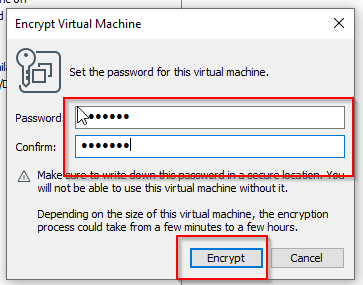 Encrypt Virtual Machine
Set the password for this virtual machine.
Password:
Confirm:
Make sure to write down this password in a secure location. You
will not be able to use this virtual machine without it.
Depending on the size of this virtual machine, the encryption
process could take from a few minutes to a few hours.
Encrypt Cancel